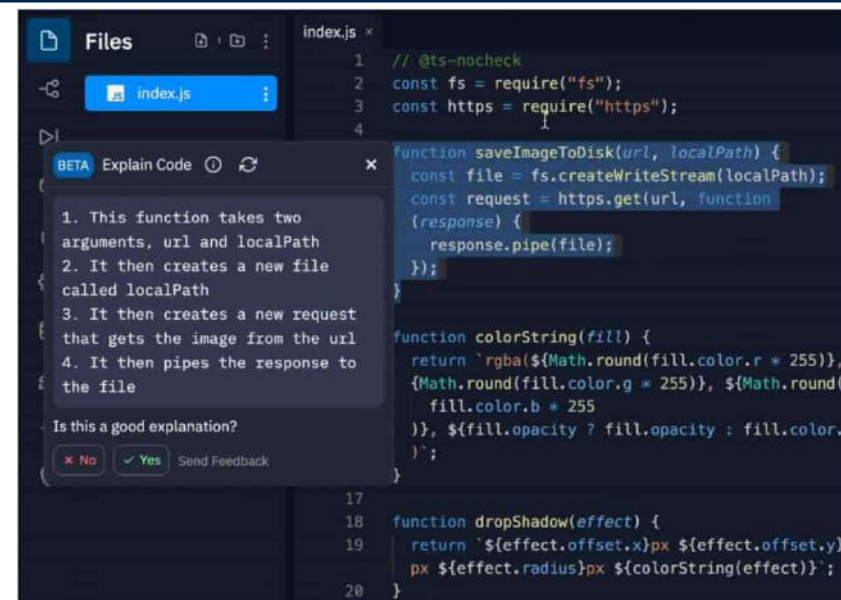 Files
index.js
index.js ×
BETA Explain Code
1. This function takes two
arguments, url and localPath
2. It then creates a new file
called localPath
3. It then creates a new request
that gets the image from the url
4. It then pipes the response to
the file
Is this a good explanation?
× No ✓ Yes Send Feedback
1 // @ts-nocheck
2 const fs = require("fs");
3 const https = require("https");
4
function saveImageToDisk(url, localPath) {
const file = fs.createWriteStream(localPath);
const request = https.get(url, function
(response) {
response.pipe(file);
});
}
function colorString(fill) {
return `rgba(${Math.round(fill.color.r * 255)},
{Math.round(fill.color.g * 255)}, ${Math.round(
fill.color.b * 255
)}, ${fill.opacity ? fill.opacity : fill.color.
)`;
}
17
18 function dropShadow(effect) {
19 return `${effect.offset.x}px ${effect.offset.y}
px ${effect.radius}px ${colorString(effect)}`;
20 }